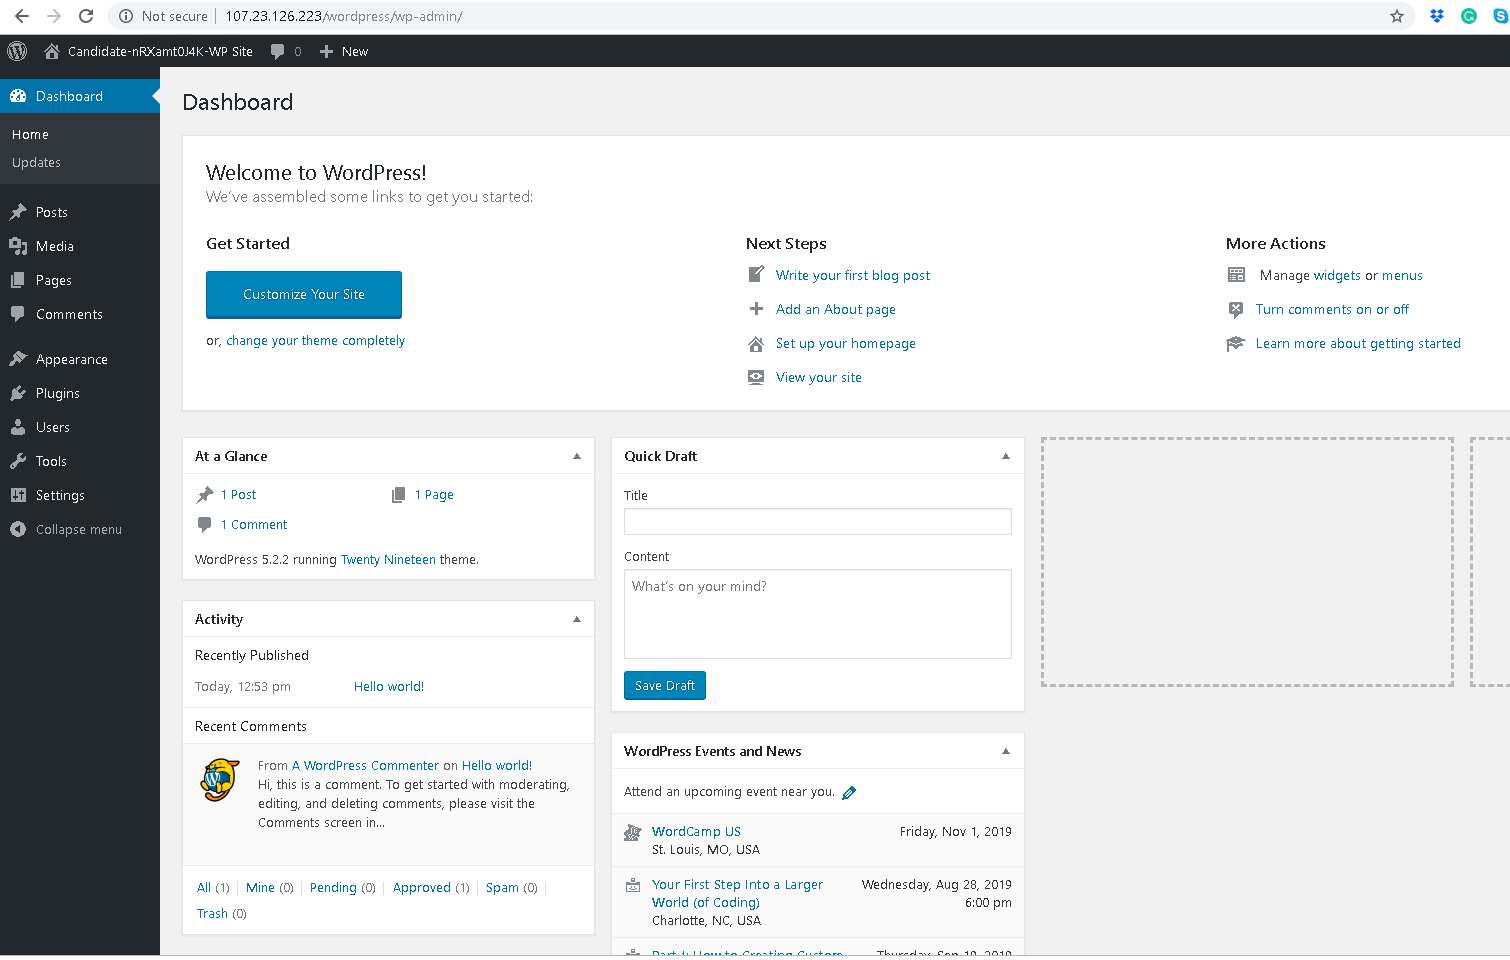 Not secure | 107.23.126.223/wordpress/wp-admin/
Candidate-nRXamt0J4K-WP Site 0 New
Dashboard
Home
Updates
Posts
Media
Pages
Comments
Appearance
Plugins
Users
Tools
Settings
Collapse menu
Dashboard
Welcome to WordPress!
We've assembled some links to get you started:
Get Started
Customize Your Site
or, change your theme completely
Next Steps
Write your first blog post
Add an About page
Set up your homepage
View your site
More Actions
Manage widgets or menus
Turn comments on or off
Learn more about getting started
At a Glance
1 Post 1 Page
1 Comment
WordPress 5.2.2 running Twenty Nineteen theme.
Activity
Recently Published
Today, 12:53 pm Hello world!
Recent Comments
From A WordPress Commenter on Hello world!
Hi, this is a comment. To get started with moderating,
editing, and deleting comments, please visit the
Comments screen in...
All (1) | Mine (0) | Pending (0) | Approved (1) | Spam (0) |
Trash (0)
Quick Draft
Title
Content
What's on your mind?
Save Draft
WordPress Events and News
Attend an upcoming event near you.
WordCamp US Friday, Nov 1, 2019
St. Louis, MO, USA
Your First Step Into a Larger Wednesday, Aug 28, 2019
World (of Coding) 6:00 pm
Charlotte, NC, USA
Part 1: How to Creating Custom Thursday, Sep 19, 2019